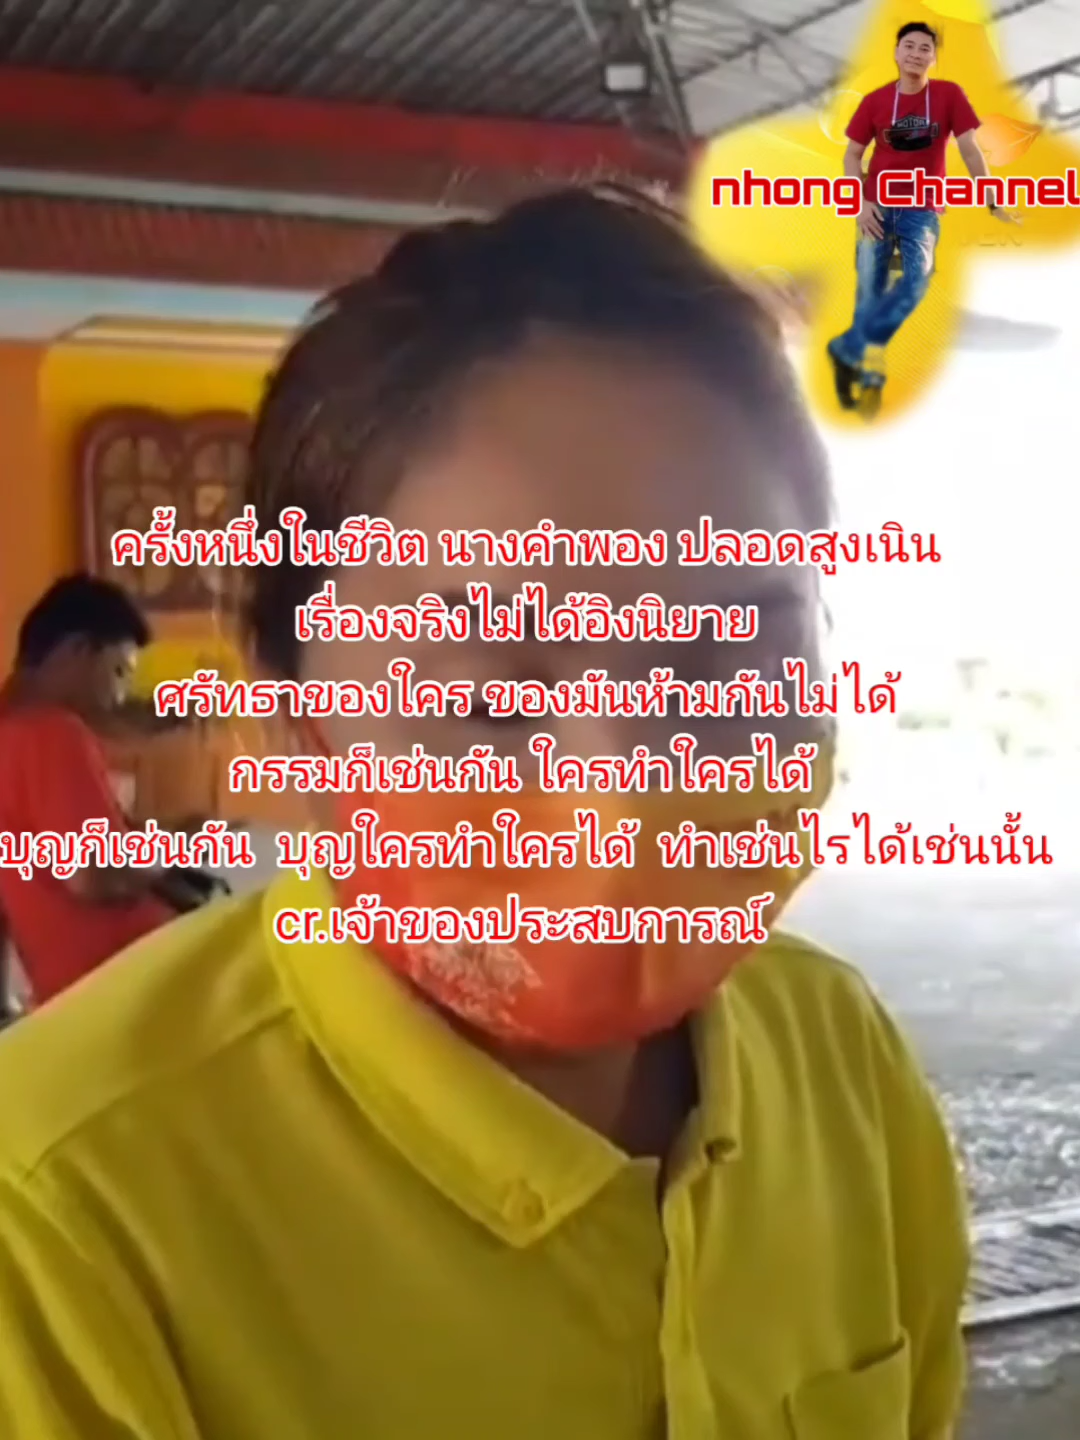 nhong Channel
ครั้งหนึ่งในชีวิต นางคำพอง ปลอดสูงเนิน
เรื่องจริงไม่ได้อิงนิยาย
ศรัทธาของใคร ของมันห้ามกันไม่ได้
กรรมก็เช่นกัน ใครทำใครได้
บุญก็เช่นกัน บุญใครทำใครได้ ทำเช่นไรได้เช่นนั้น
cr.เจ้าของประสบการณ์